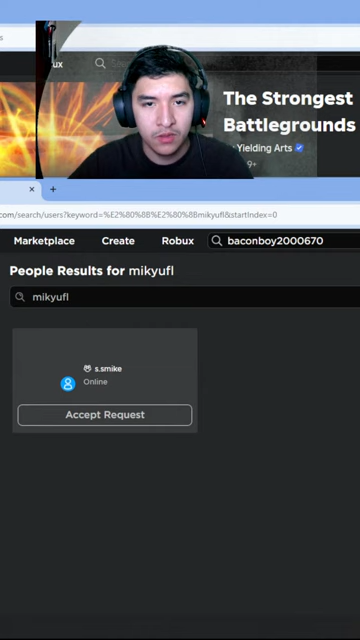 s
ux
The Strongest
Battlegrounds
Yielding Arts
9+
.com/search/users?keyword=%E2%80%8B%E2%80%8Bmikyufl&startIndex=0
Marketplace
Create
Robux
baconboy2000670
People Results for mikyufl
mikyufl
s.smike
Online
Accept Request